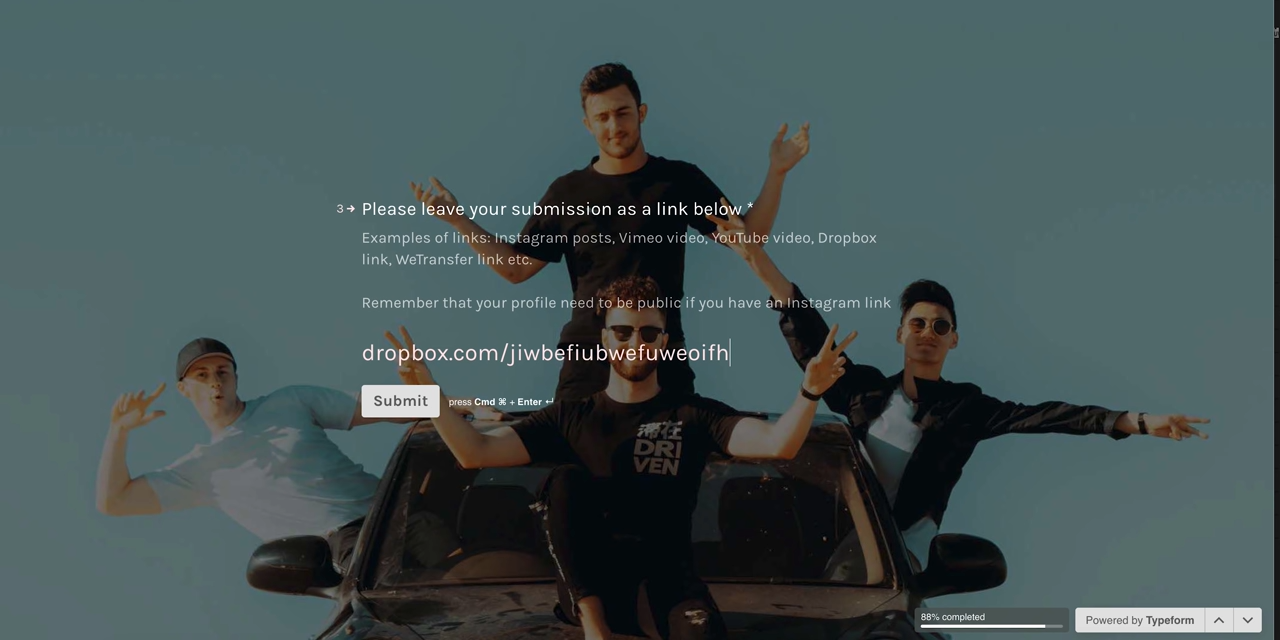 3 → Please leave your submission as a link below *
Examples of links: Instagram posts, Vimeo video, YouTube video, Dropbox
link, WeTransfer link etc.
Remember that your profile need to be public if you have an Instagram link
dropbox.com/jiwbefiubwefuweoifh
Submit
press Cmd ⌘ + Enter ↵
DRI
VEN
88% completed
Powered by Typeform